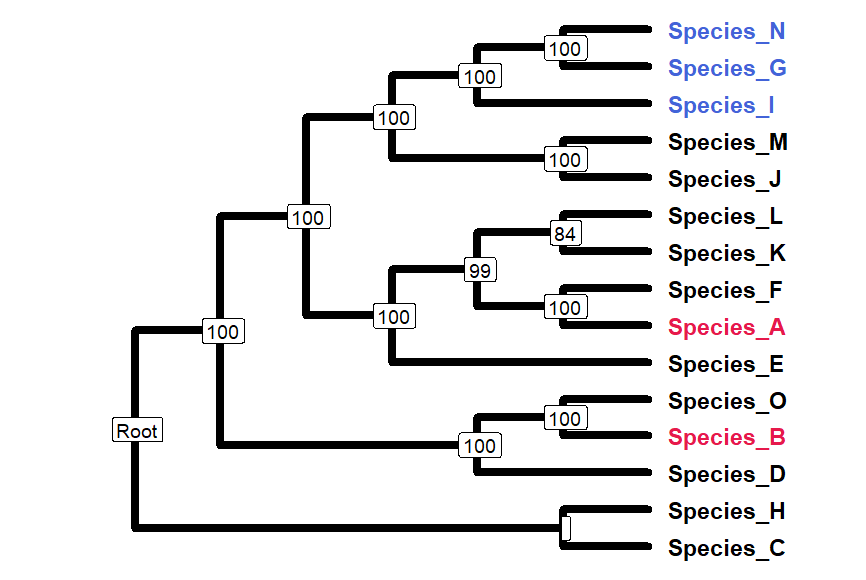 Species_N
100
Species_G
100
Species_I
100
Species_M
100
Species_J
100
Species_L
84
Species_K
99
Species_F
100
100
Species_A
100
Species_E
Species_O
100
Root
Species_B
100
Species_D
Species_H
Species_C